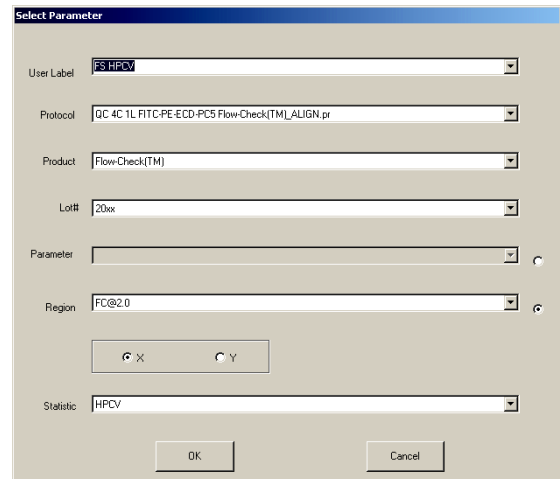 Select Parameter
User Label FS HPCV
Protocol QC 4C 1L FITC-PE-ECD-PC5 Flow-Check(TM)_ALIGN.pr
Product Flow-Check(TM)
Lot# 20xx
Parameter
Region FC@2.0
X Y
Statistic HPCV
OK Cancel